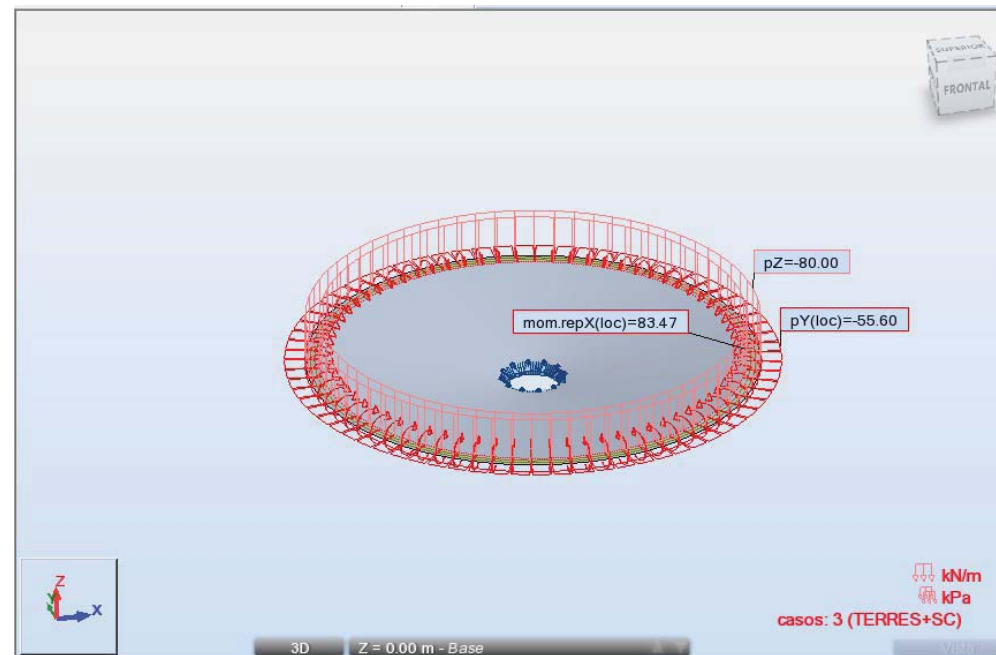 SUPERIOR
FRONTAL
pZ=-80.00
mom.repX(loc)=83.47
pY(loc)=-55.60
Z
Y
X
kN/m
kPa
casos: 3 (TERRES+SC)
3D
Z = 0.00 m - Base